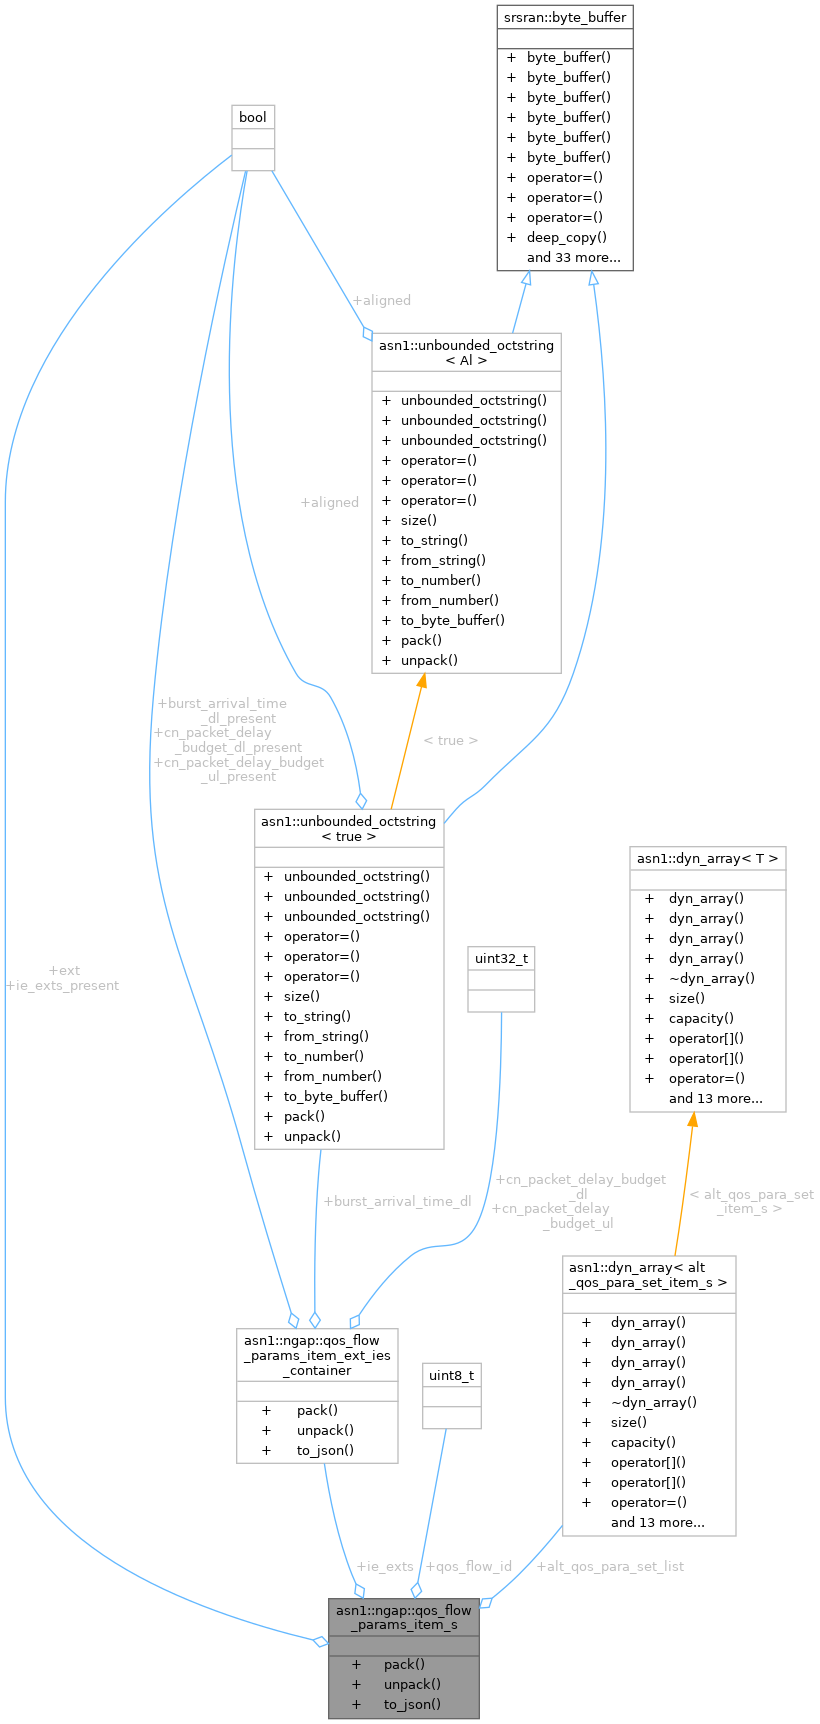 srsran::byte_buffer
+ byte_buffer()
+ byte_buffer()
+ byte_buffer()
+ byte_buffer()
+ byte_buffer()
+ byte_buffer()
+ operator=()
+ operator=()
+ operator=()
+ deep_copy()
and 33 more...
bool
+aligned
asn1::unbounded_octstring
< Al >
+ unbounded_octstring()
+ unbounded_octstring()
+ unbounded_octstring()
+ operator=()
+ operator=()
+ operator=()
+ size()
+ to_string()
+ from_string()
+ to_number()
+ from_number()
+ to_byte_buffer()
+ pack()
+ unpack()
+aligned
+burst_arrival_time
_dl_present
+cn_packet_delay
_budget_dl_present
+cn_packet_delay_budget
_ul_present
< true >
asn1::unbounded_octstring
< true >
+ unbounded_octstring()
+ unbounded_octstring()
+ unbounded_octstring()
+ operator=()
+ operator=()
+ operator=()
+ size()
+ to_string()
+ from_string()
+ to_number()
+ from_number()
+ to_byte_buffer()
+ pack()
+ unpack()
asn1::dyn_array< T >
+ dyn_array()
+ dyn_array()
+ dyn_array()
+ dyn_array()
+ ~dyn_array()
+ size()
+ capacity()
+ operator[]()
+ operator[]()
+ operator=()
and 13 more...
uint32_t
+ext
+ie_exts_present
+burst_arrival_time_dl
+cn_packet_delay_budget
_dl
+cn_packet_delay
_budget_ul
< alt_qos_para_set
_item_s >
asn1::dyn_array< alt
_qos_para_set_item_s >
+ dyn_array()
+ dyn_array()
+ dyn_array()
+ dyn_array()
+ ~dyn_array()
+ size()
+ capacity()
+ operator[]()
+ operator[]()
+ operator=()
and 13 more...
asn1::ngap::qos_flow
_params_item_ext_ies
_container
+ pack()
+ unpack()
+ to_json()
uint8_t
+ie_exts
+qos_flow_id
+alt_qos_para_set_list
asn1::ngap::qos_flow
_params_item_s
+ pack()
+ unpack()
+ to_json()